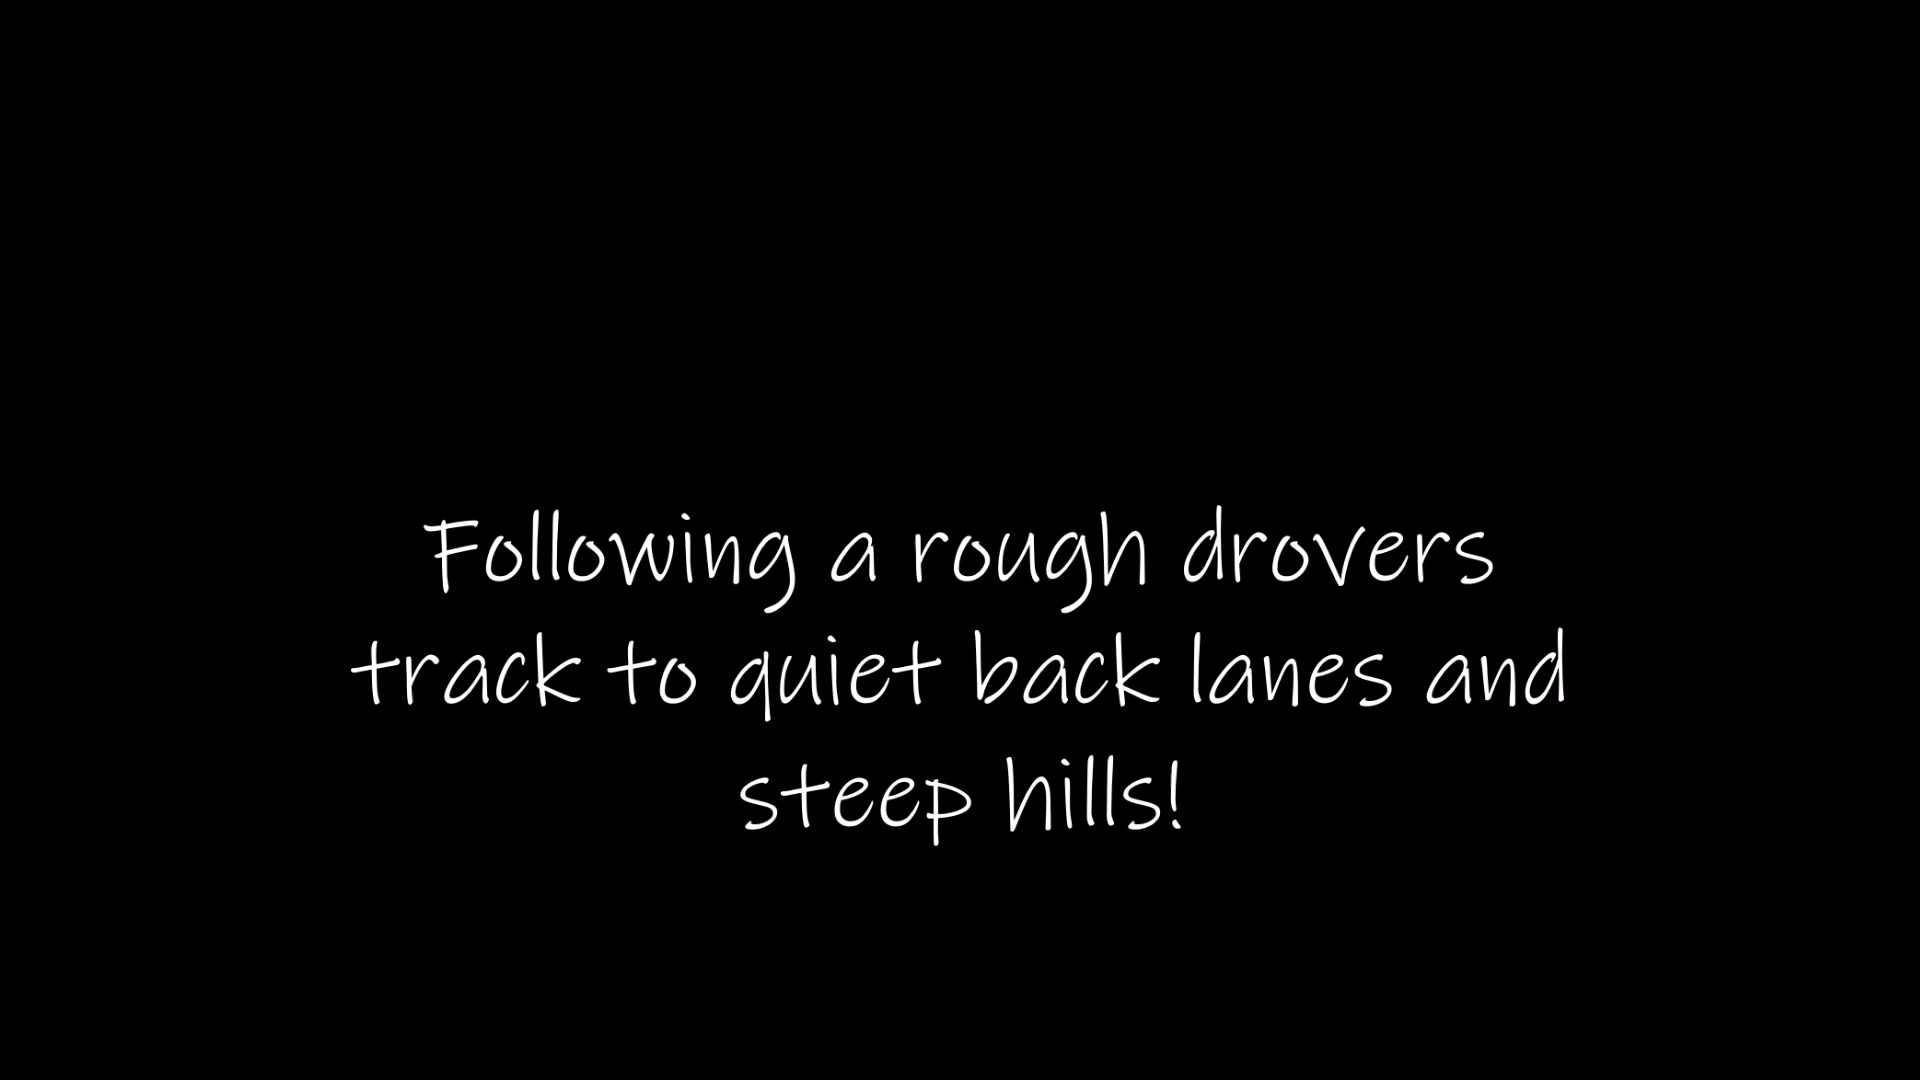 Following a rough drovers
track to quiet back lanes and
steep hills!